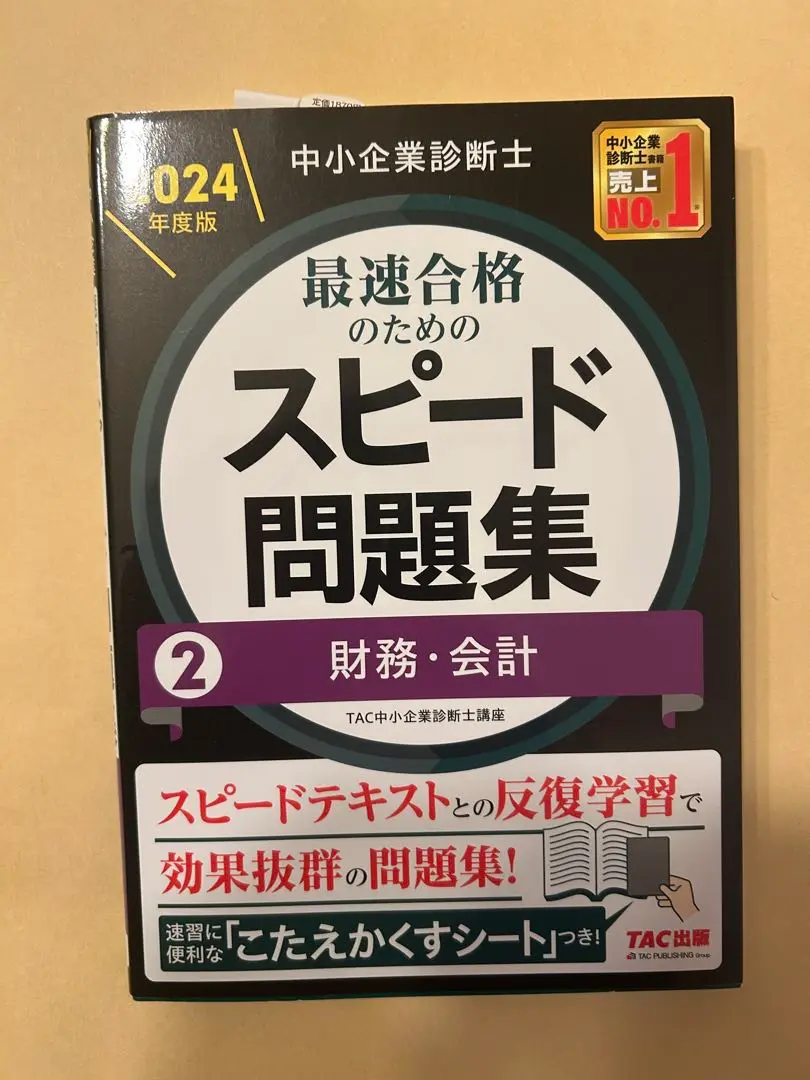 中小企業診断士
2024
年度版
中小企業
診断士書籍
売上
NO.1
最速合格
のための
スピード
問題集
2
財務・会計
TAC中小企業診断士講座
スピードテキストとの反復学習で
効果抜群の問題集!
速習に
便利な「こたえかくすシート」つき!
TAC出版
TAC PUBLISHING Group